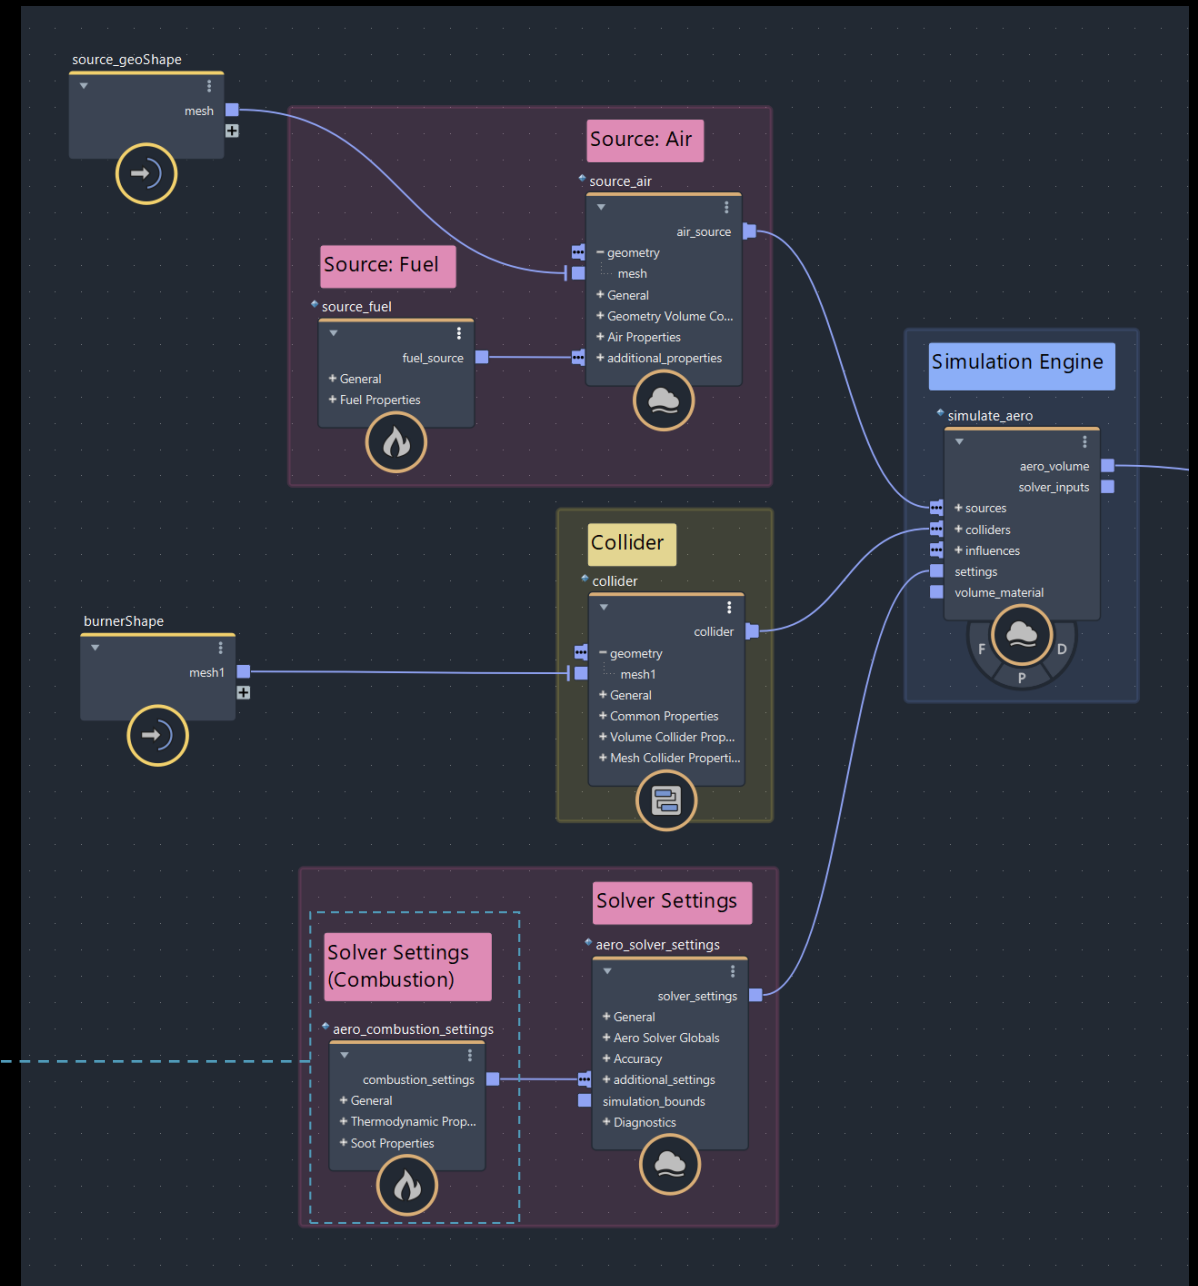 source_geoShape
mesh
Source: Air
source_air
air_source
geometry
mesh
General
Geometry Volume Co...
Air Properties
additional_properties
Source: Fuel
source_fuel
fuel_source
General
Fuel Properties
Simulation Engine
simulate_aero
aero_volume
solver_inputs
sources
colliders
influences
settings
volume_material
F
P
D
Collider
collider
collider
geometry
mesh1
General
Common Properties
Volume Collider Prop...
Mesh Collider Properti...
burnerShape
mesh1
Solver Settings
aero_solver_settings
solver_settings
General
Aero Solver Globals
Accuracy
additional_settings
simulation_bounds
Diagnostics
Solver Settings
(Combustion)
aero_combustion_settings
combustion_settings
General
Thermodynamic Prop...
Soot Properties